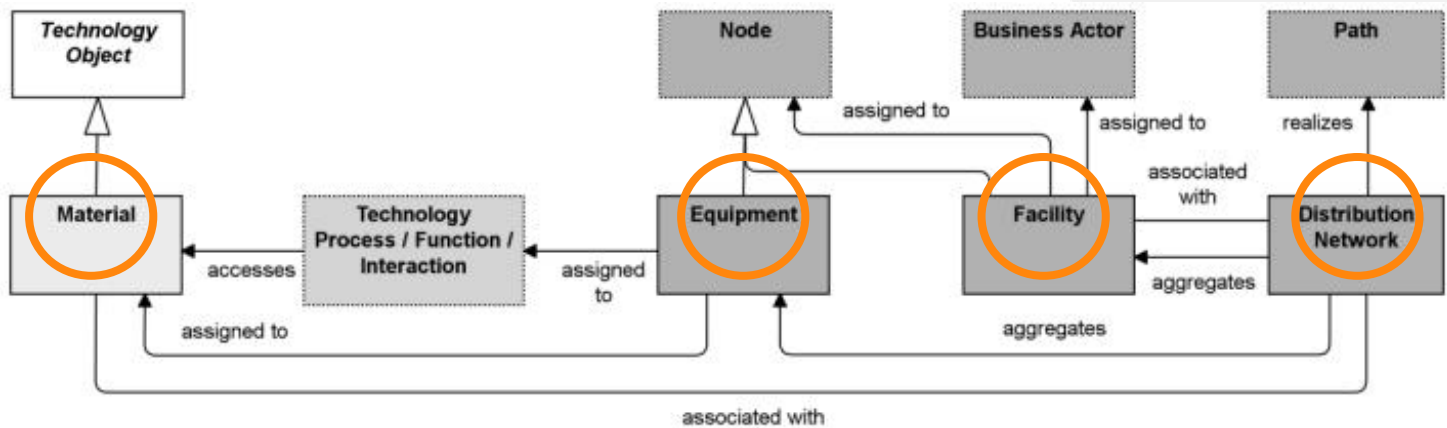 Technology
Object
Node
Business Actor
Path
assigned to
assigned to
realizes
associated
with
Material
Technology
Process / Function /
Interaction
Equipment
Facility
Distribution
Network
accesses
assigned
to
aggregates
assigned to
aggregates
associated with